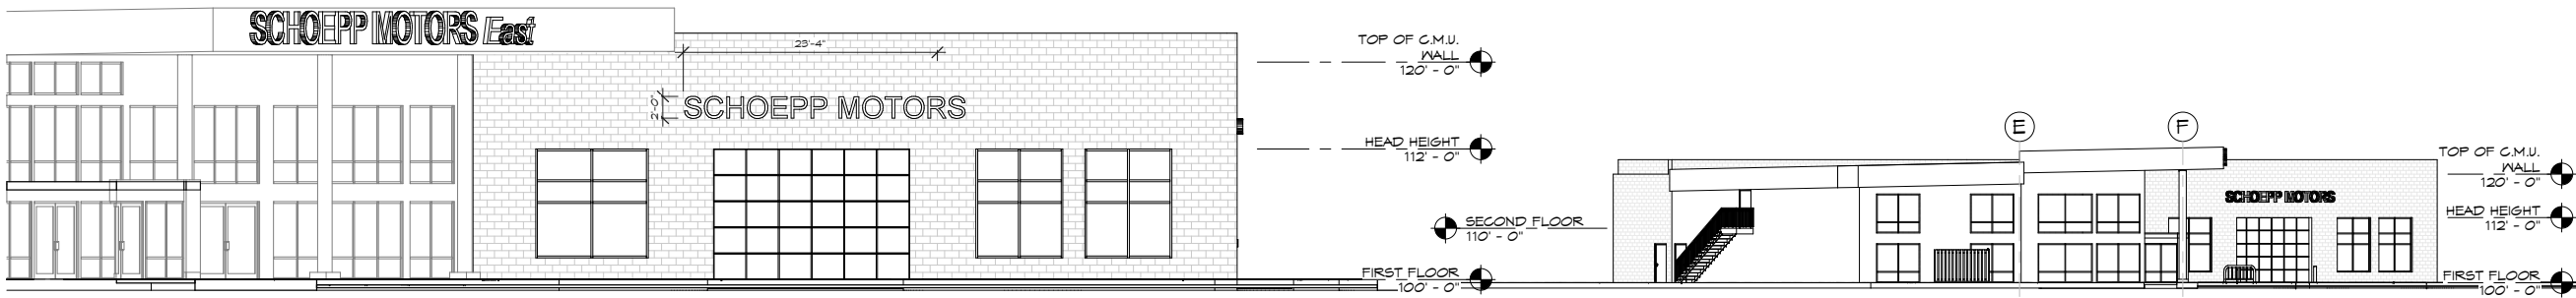 SCHOEPP MOTORS East
23'-4"
2'-0"
SCHOEPP MOTORS
TOP OF C.M.U.
WALL
120' - 0"
HEAD HEIGHT
112' - 0"
SECOND FLOOR
110' - 0"
FIRST FLOOR
100' - 0"
E
F
SCHOEPP MOTORS
TOP OF C.M.U.
WALL
120' - 0"
HEAD HEIGHT
112' - 0"
FIRST FLOOR
100' - 0"